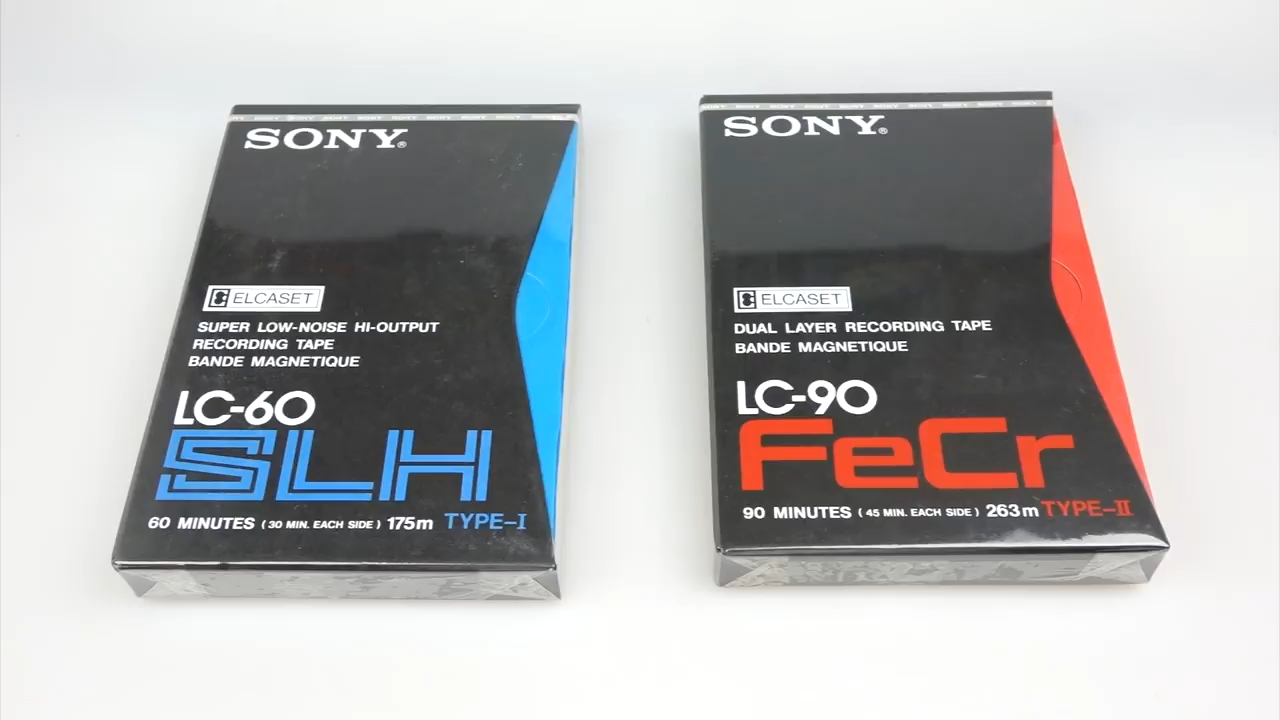 SONY®
ELCASET
SUPER LOW-NOISE HI-OUTPUT
RECORDING TAPE
BANDE MAGNETIQUE
LC-60
SLH
60 MINUTES (30 MIN. EACH SIDE) 175m TYPE-I
SONY®
ELCASET
DUAL LAYER RECORDING TAPE
BANDE MAGNETIQUE
LC-90
FeCr
90 MINUTES (45 MIN. EACH SIDE) 263m TYPE-II